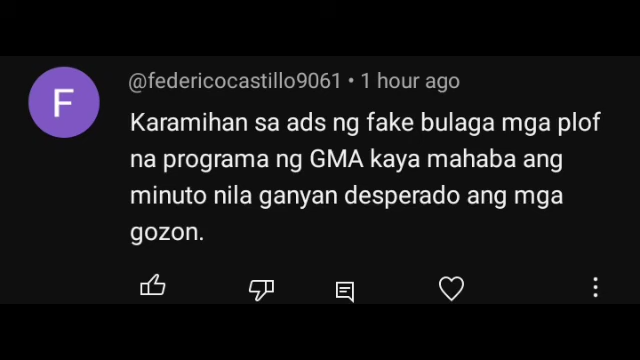 F
@federicocastillo9061 • 1 hour ago
Karamihan sa ads ng fake bulaga mga plof
na programa ng GMA kaya mahaba ang
minuto nila ganyan desperado ang mga
gozon.